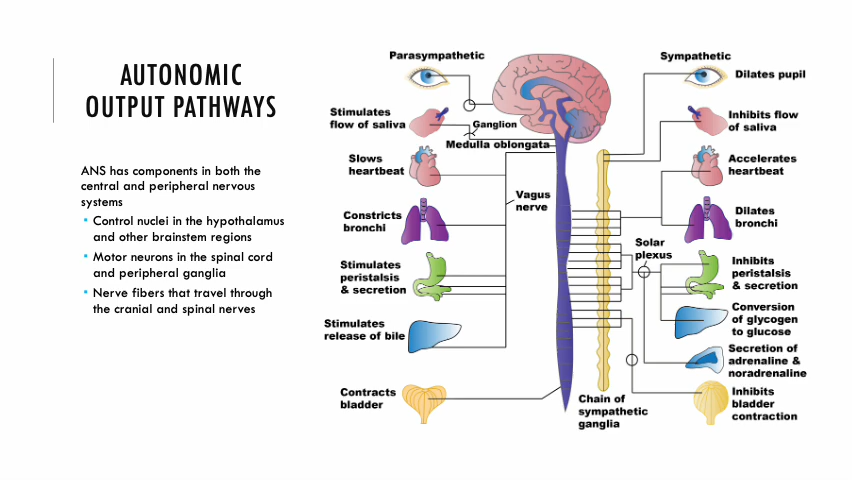 AUTONOMIC
OUTPUT PATHWAYS
ANS has components in both the
central and peripheral nervous
systems
• Control nuclei in the hypothalamus
and other brainstem regions
• Motor neurons in the spinal cord
and peripheral ganglia
• Nerve fibers that travel through
the cranial and spinal nerves
Parasympathetic
Stimulates
flow of saliva
Ganglion
Medulla oblongata
Slows
heartbeat
Vagus
nerve
Constricts
bronchi
Stimulates
peristalsis
& secretion
Stimulates
release of bile
Contracts
bladder
Sympathetic
Dilates pupil
Inhibits flow
of saliva
Accelerates
heartbeat
Dilates
bronchi
Solar
plexus
Inhibits
peristalsis
& secretion
Conversion
of glycogen
to glucose
Secretion of
adrenaline &
noradrenaline
Inhibits
bladder
contraction
Chain of
sympathetic
ganglia